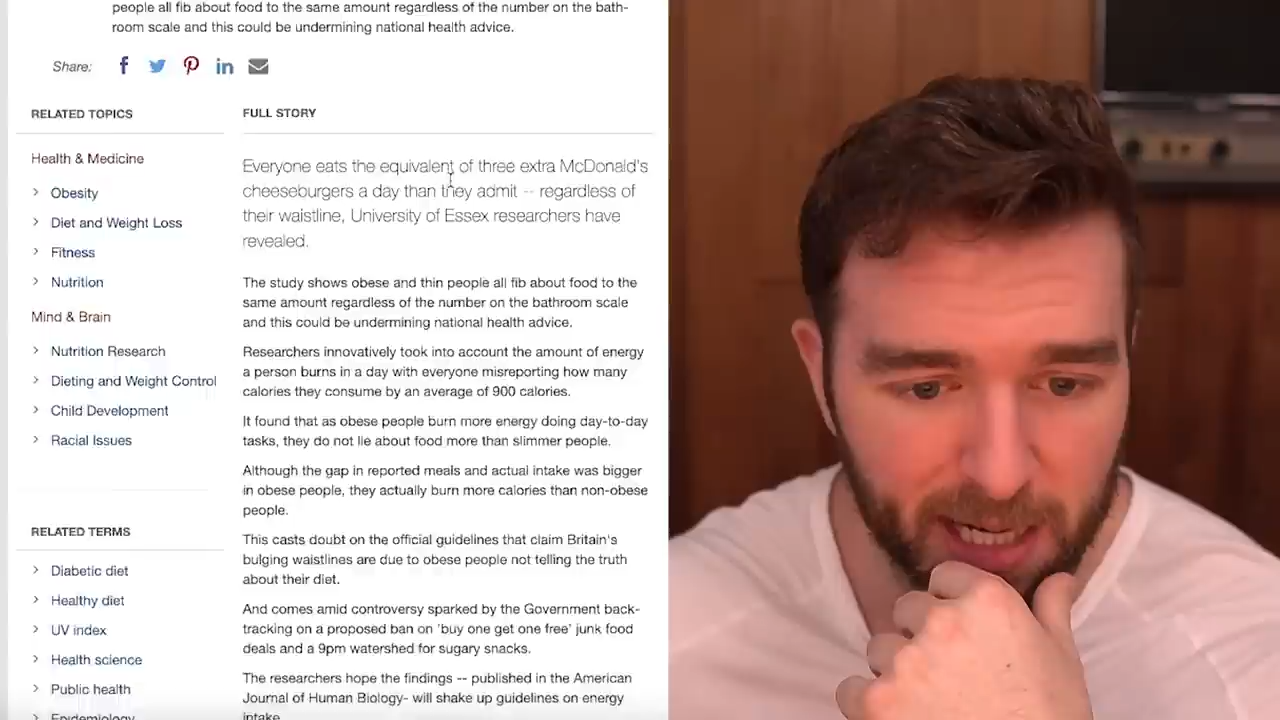 people all fib about food to the same amount regardless of the number on the bath-
room scale and this could be undermining national health advice.
Share:
RELATED TOPICS
Health & Medicine
Obesity
Diet and Weight Loss
Fitness
Nutrition
Mind & Brain
Nutrition Research
Dieting and Weight Control
Child Development
Racial Issues
RELATED TERMS
Diabetic diet
Healthy diet
UV index
Health science
Public health
Epidemiology
FULL STORY
Everyone eats the equivalent of three extra McDonald's
cheeseburgers a day than they admit -- regardless of
their waistline, University of Essex researchers have
revealed.
The study shows obese and thin people all fib about food to the
same amount regardless of the number on the bathroom scale
and this could be undermining national health advice.
Researchers innovatively took into account the amount of energy
a person burns in a day with everyone misreporting how many
calories they consume by an average of 900 calories.
It found that as obese people burn more energy doing day-to-day
tasks, they do not lie about food more than slimmer people.
Although the gap in reported meals and actual intake was bigger
in obese people, they actually burn more calories than non-obese
people.
This casts doubt on the official guidelines that claim Britain's
bulging waistlines are due to obese people not telling the truth
about their diet.
And comes amid controversy sparked by the Government back-
tracking on a proposed ban on 'buy one get one free' junk food
deals and a 9pm watershed for sugary snacks.
The researchers hope the findings -- published in the American
Journal of Human Biology- will shake up guidelines on energy
intake.